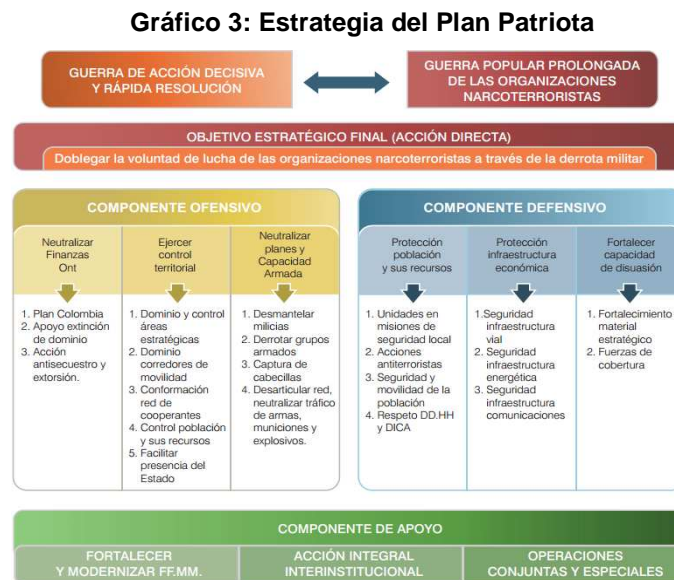 Gráfico 3: Estrategia del Plan Patriota
GUERRA DE ACCIÓN DECISIVA
Y RÁPIDA RESOLUCIÓN
GUERRA POPULAR PROLONGADA
DE LAS ORGANIZACIONES
NARCOTERRORISTAS
OBJETIVO ESTRATÉGICO FINAL (ACCIÓN DIRECTA)
Doblegar la voluntad de lucha de las organizaciones narcoterroristas a través de la derrota militar
COMPONENTE OFENSIVO
Neutralizar
Finanzas
Ont
1. Plan Colombia
2. Apoyo extinción
de dominio
3. Acción
antisecuestro y
extorsión.
Ejercer
control
territorial
1. Dominio y control
áreas
estratégicas
2. Dominio
corredores de
movilidad
3. Conformación
red de
cooperantes
4. Control población
y sus recursos
5. Facilitar
presencia del
Estado
Neutralizar
planes y
Capacidad
Armada
1. Desmantelar
milicias
2. Derrotar grupos
armados
3. Captura de
cabecillas
4. Desarticular red,
neutralizar tráfico
de armas,
municiones y
explosivos.
COMPONENTE DEFENSIVO
Protección
población
y sus recursos
1. Unidades en
misiones de
seguridad local
2. Acciones
antiterroristas
3. Seguridad y
movilidad de la
población
4. Respeto DD.HH
y DICA
Protección
infraestructura
económica
1.Seguridad
infraestructura
vial
2. Seguridad
infraestructura
energética
3. Seguridad
infraestructura
comunicaciones
Fortalecer
capacidad
de disuasión
1. Fortalecimiento
material
estratégico
2. Fuerzas de
cobertura
COMPONENTE DE APOYO
FORTALECER
Y MODERNIZAR FF.MM.
ACCIÓN INTEGRAL
INTERINSTITUCIONAL
OPERACIONES
CONJUNTAS Y ESPECIALES